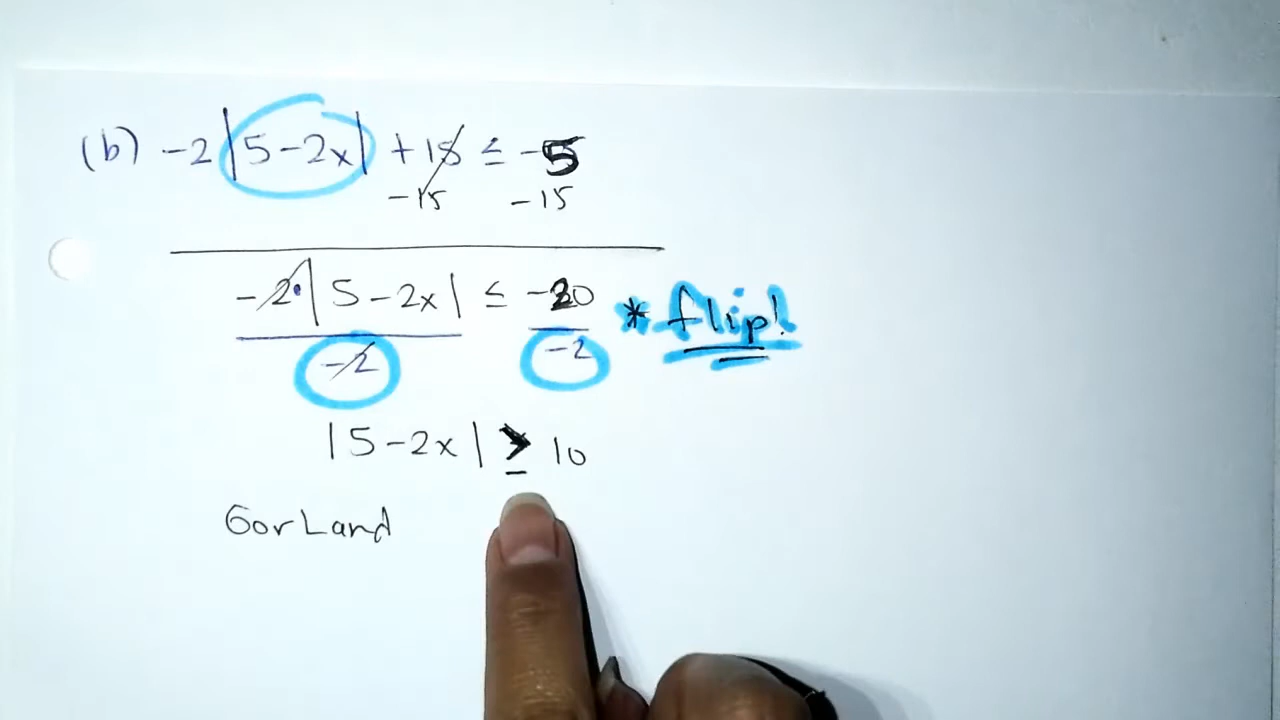 (b) -2|5-2x| +15 ≤ -5
-15 -15
-2·|5-2x| ≤ -20 * flip!
-2 -2
|5-2x| ≥ 10
GorLand